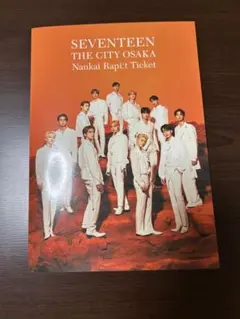 SEVENTEEN
THE CITY OSAKA
Nankai Rapi:t Ticket